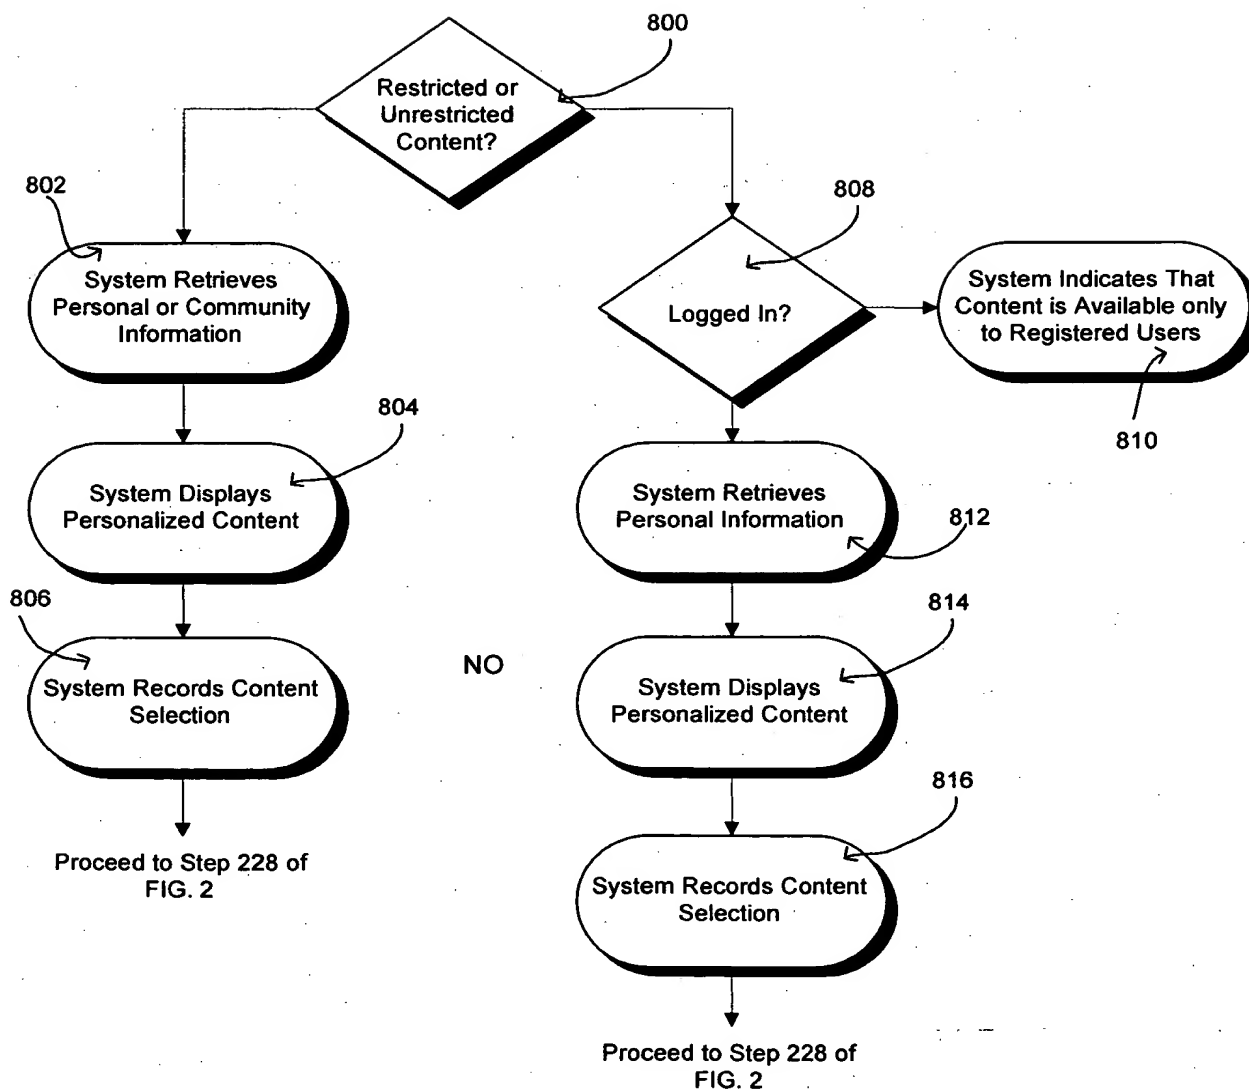 800
Restricted or
Unrestricted
Content?
802
808
System Retrieves
Personal or Community
Information
Logged In?
System Indicates That
Content is Available only
to Registered Users
810
804
System Displays
Personalized Content
System Retrieves
Personal Information
812
806
814
System Records Content
Selection
NO
System Displays
Personalized Content
816
Proceed to Step 228 of
FIG. 2
System Records Content
Selection
Proceed to Step 228 of
FIG. 2